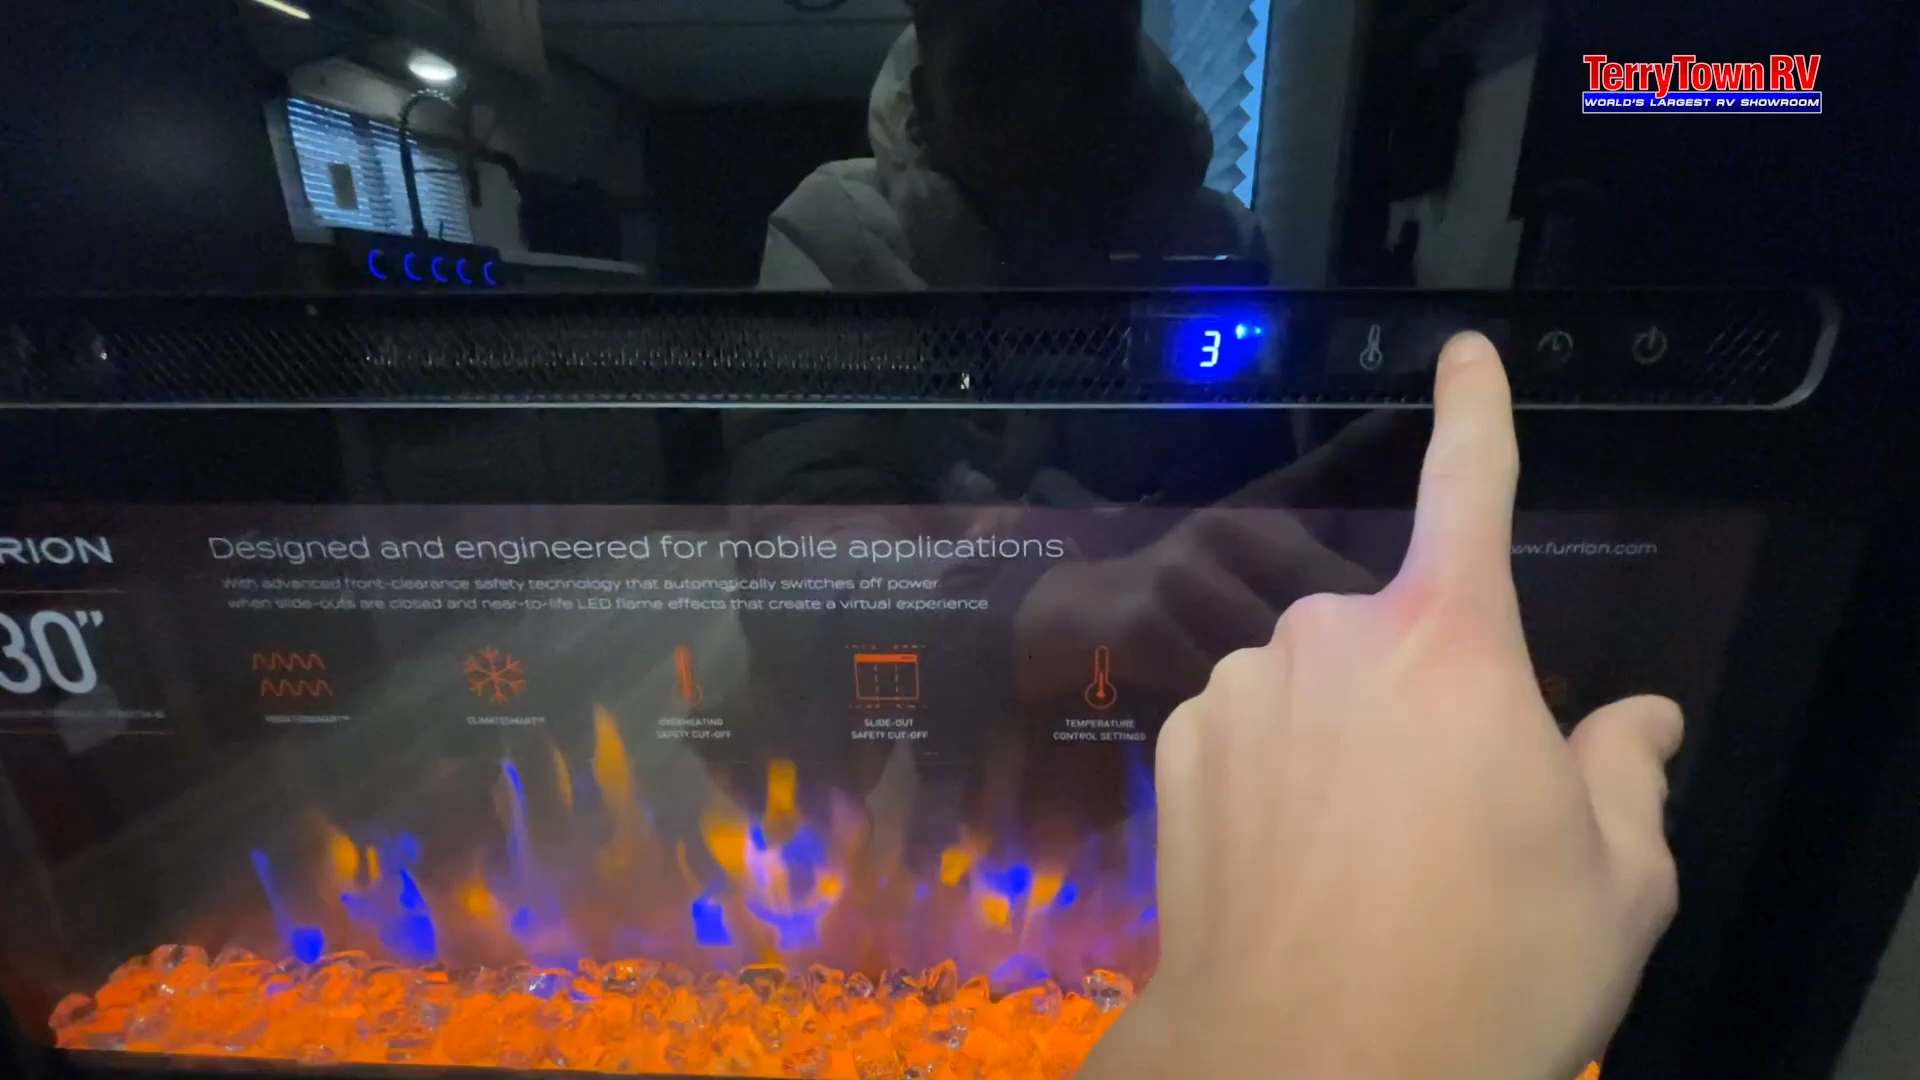 TerryTown RV
WORLD'S LARGEST RV SHOWROOM
3
RION
Designed and engineered for mobile applications
www.furrion.com
With advanced front-clearance safety technology that automatically switches off power
when slide-outs are closed and near-to-life LED flame effects that create a virtual experience
30"
VIBRATIONSMART™
CLIMATESMART™
OVERHEATING
SAFETY CUT-OFF
SLIDE-OUT
SAFETY CUT-OFF
TEMPERATURE
CONTROL SETTINGS